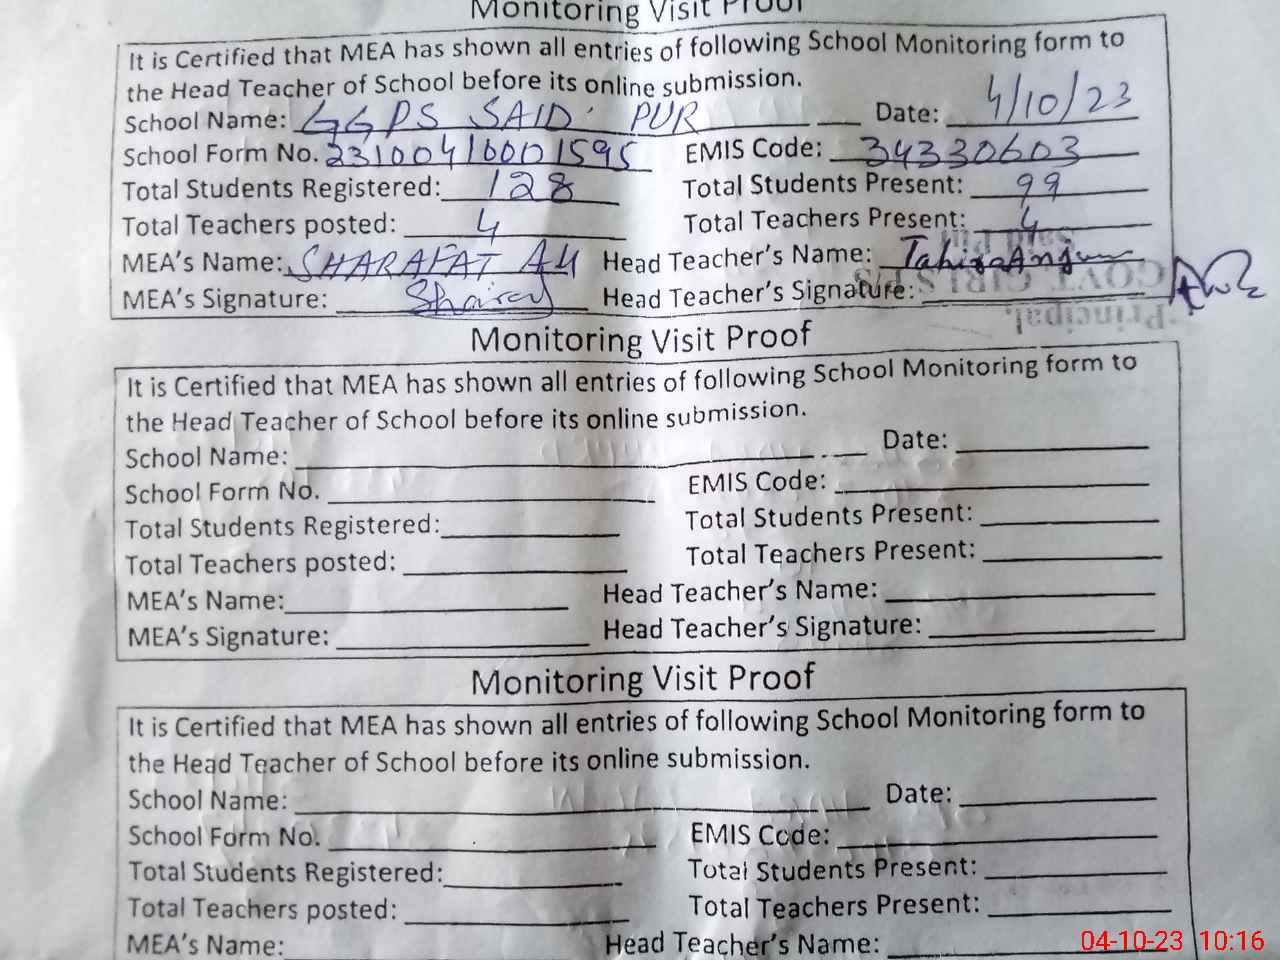 Monitoring Visit Proof
It is Certified that MEA has shown all entries of following School Monitoring form to
the Head Teacher of School before its online submission.
School Name: GGPS SAID PUR Date: 4/10/23
School Form No. 231004100001595 EMIS Code: 34330603
Total Students Registered: 128 Total Students Present: 99
Total Teachers posted: 4 Total Teachers Present: 4
MEA's Name: SHARAFAT Ali Head Teacher's Name: Tahira Anjum
MEA's Signature: Head Teacher's Signature:
Said Pur
GOVT. GIRLS
Principal.
Monitoring Visit Proof
It is Certified that MEA has shown all entries of following School Monitoring form to
the Head Teacher of School before its online submission.
School Name: Date:
School Form No. EMIS Code:
Total Students Registered: Total Students Present:
Total Teachers posted: Total Teachers Present:
MEA's Name: Head Teacher's Name:
MEA's Signature: Head Teacher's Signature:
Monitoring Visit Proof
It is Certified that MEA has shown all entries of following School Monitoring form to
the Head Teacher of School before its online submission.
School Name: Date:
School Form No. EMIS Code:
Total Students Registered: Total Students Present:
Total Teachers posted: Total Teachers Present:
MEA's Name: Head Teacher's Name:
04-10-23 10:16